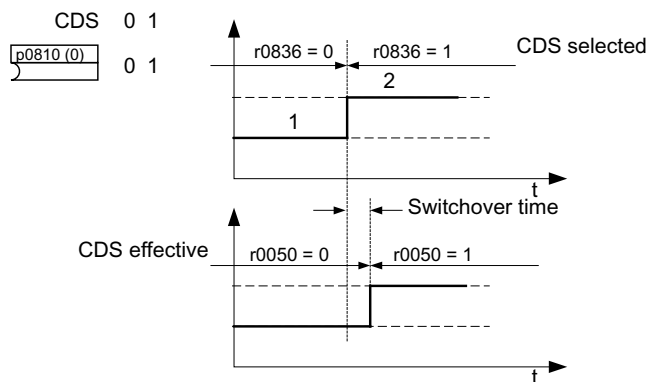 CDS 0 1
p0810 (0) 0 1
r0836 = 0 r0836 = 1 CDS selected
2
1
t
Switchover time
CDS effective
r0050 = 0 r0050 = 1
t